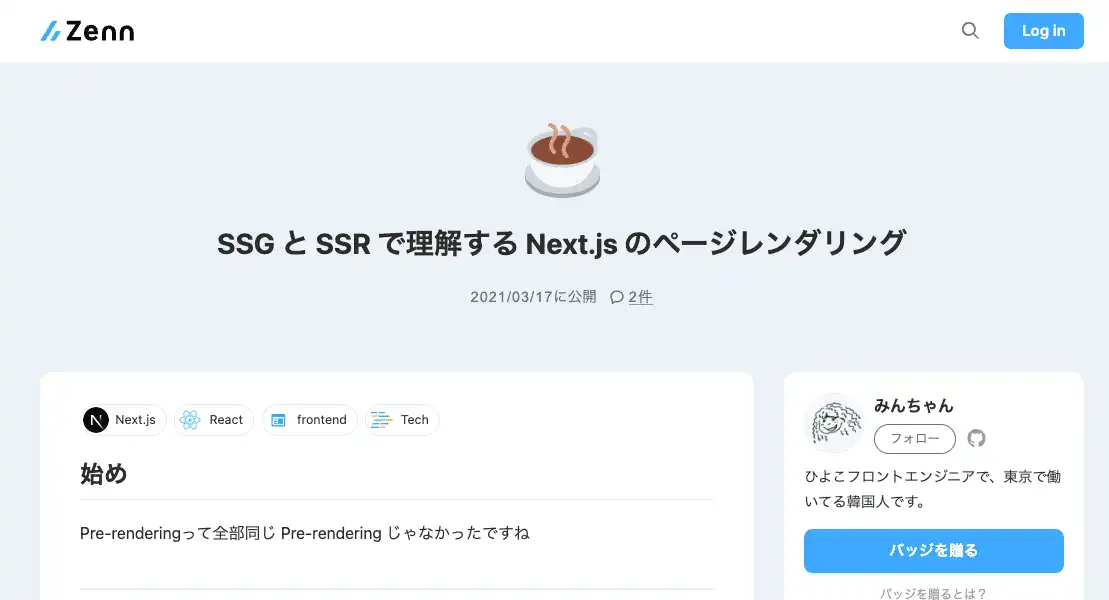 Zenn
Log in
SSG と SSR で理解する Next.js のページレンダリング
2021/03/17に公開 2件
Next.js React frontend Tech
始め
Pre-renderingって全部同じ Pre-rendering じゃなかったですね
みんちゃん
フォロー
ひよこフロントエンジニアで、東京で働
いてる韓国人です。
バッジを贈る
バッジを贈るとは？